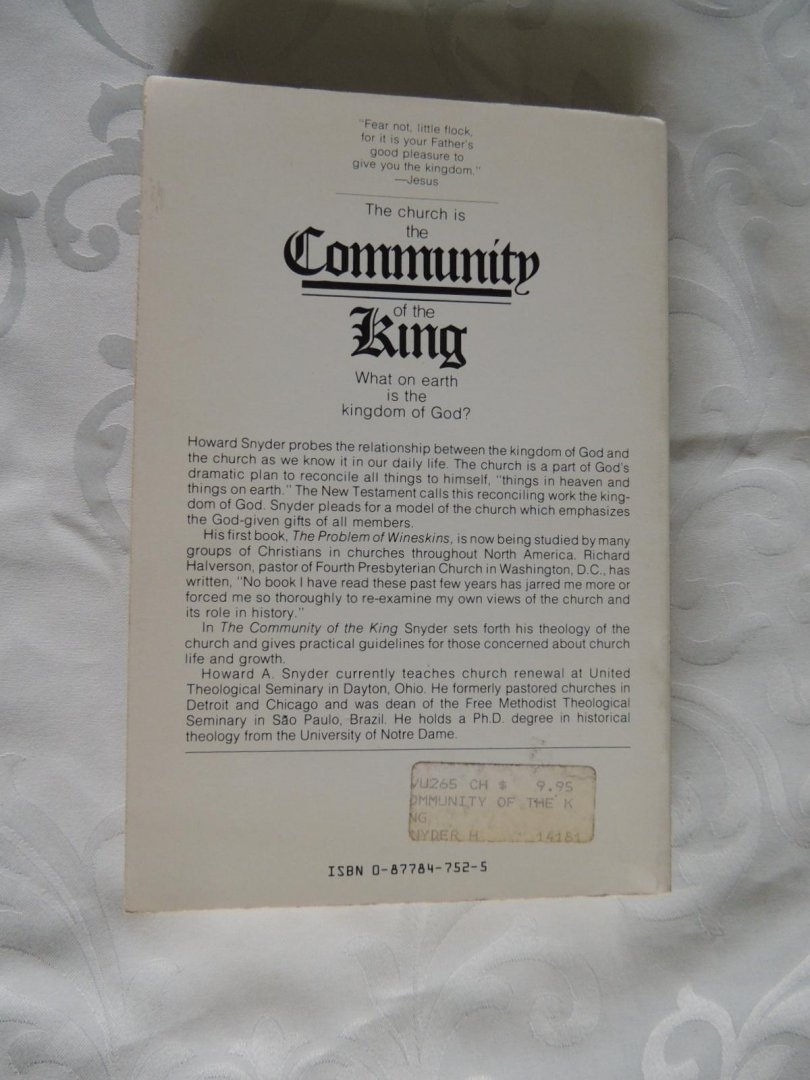 "Fear not, little flock,
for it is your Father's
good pleasure to
give you the kingdom."
—Jesus
The church is
the
Community
of the
King
What on earth
is the
kingdom of God?
Howard Snyder probes the relationship between the kingdom of God and
the church as we know it in our daily life. The church is a part of God's
dramatic plan to reconcile all things to himself, "things in heaven and
things on earth." The New Testament calls this reconciling work the king-
dom of God. Snyder pleads for a model of the church which emphasizes
the God-given gifts of all members.
His first book, The Problem of Wineskins, is now being studied by many
groups of Christians in churches throughout North America. Richard
Halverson, pastor of Fourth Presbyterian Church in Washington, D.C., has
written, "No book I have read these past few years has jarred me more or
forced me so thoroughly to re-examine my own views of the church and
its role in history."
In The Community of the King Snyder sets forth his theology of the
church and gives practical guidelines for those concerned about church
life and growth.
Howard A. Snyder currently teaches church renewal at United
Theological Seminary in Dayton, Ohio. He formerly pastored churches in
Detroit and Chicago and was dean of the Free Methodist Theological
Seminary in São Paulo, Brazil. He holds a Ph.D. degree in historical
theology from the University of Notre Dame.
VU265 CH $ 9.95
OMMUNITY OF THE K
NG
NYDER H 14181
ISBN 0-87784-752-5